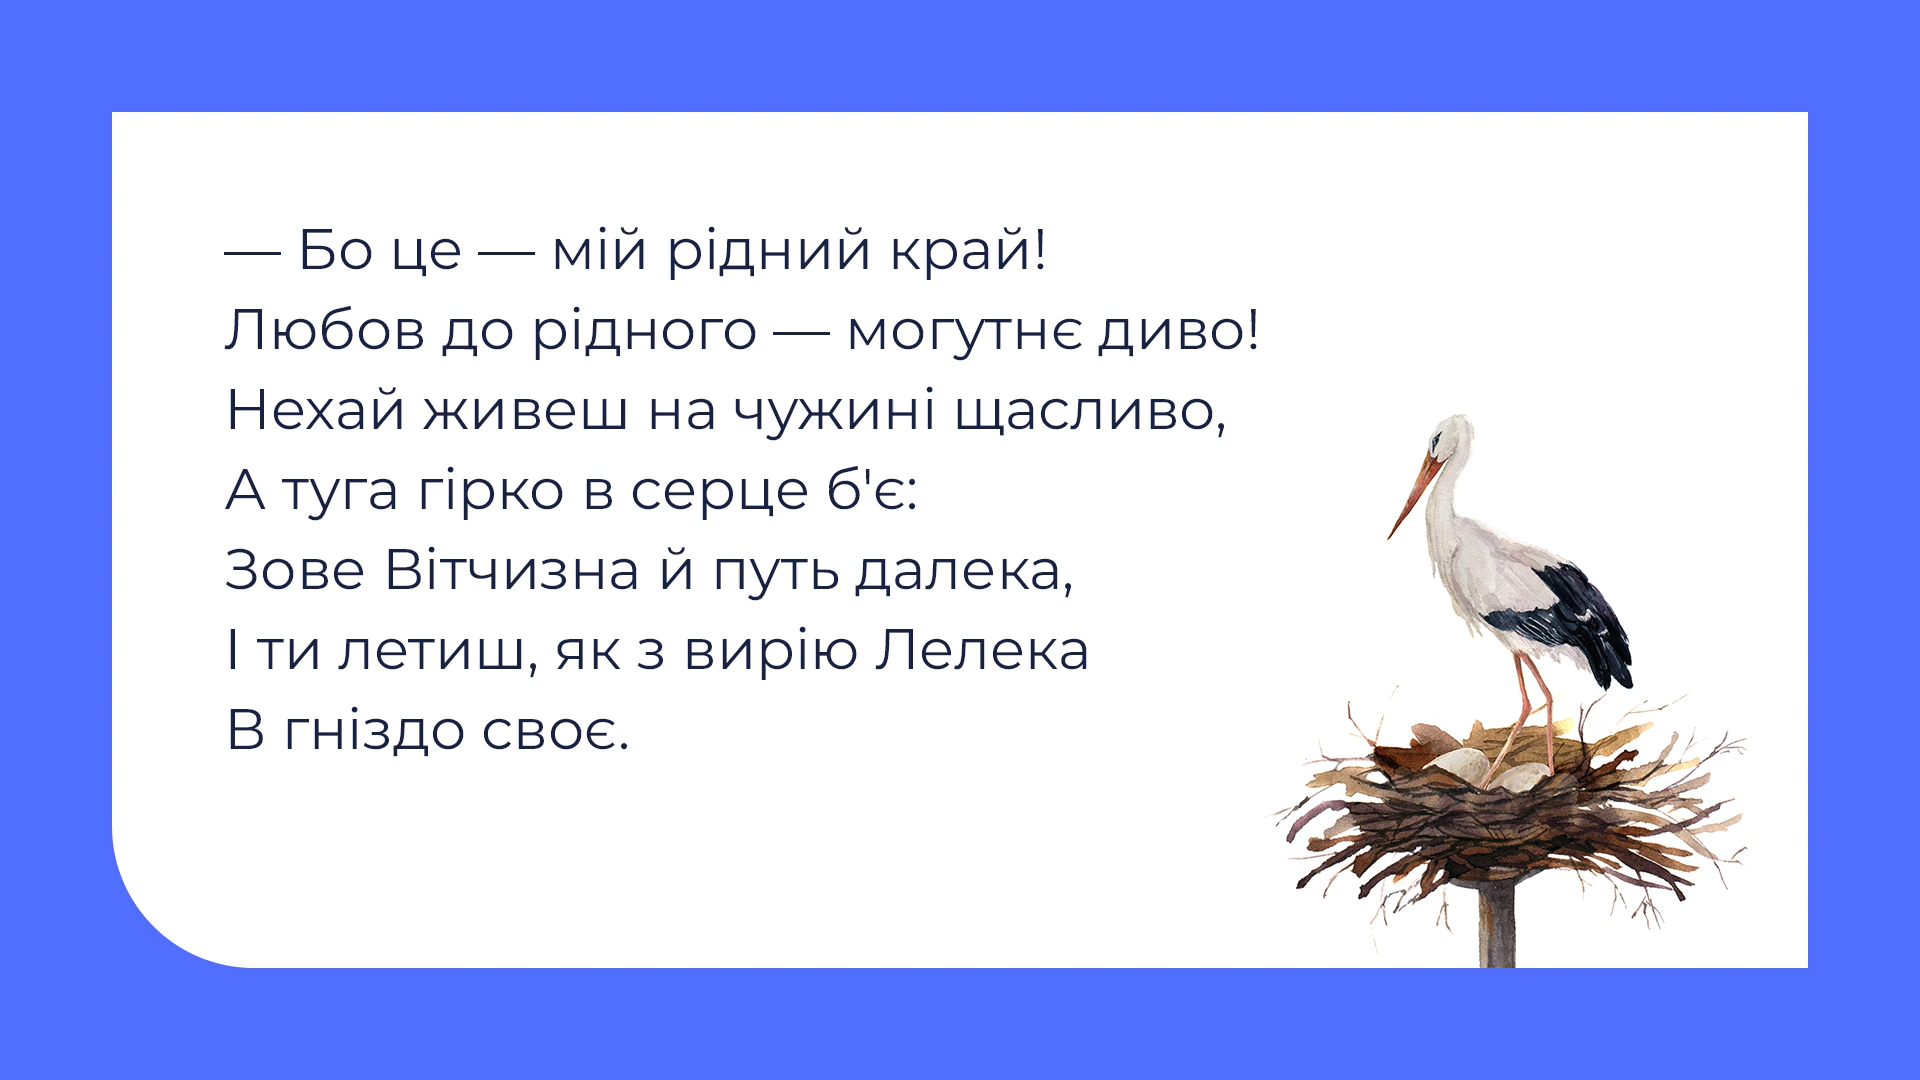 — Бо це — мій рідний край!
Любов до рідного — могутнє диво!
Нехай живеш на чужині щасливо,
А туга гірко в серце б'є:
Зове Вітчизна й путь далека,
І ти летиш, як з вирію Лелека
В гніздо своє.